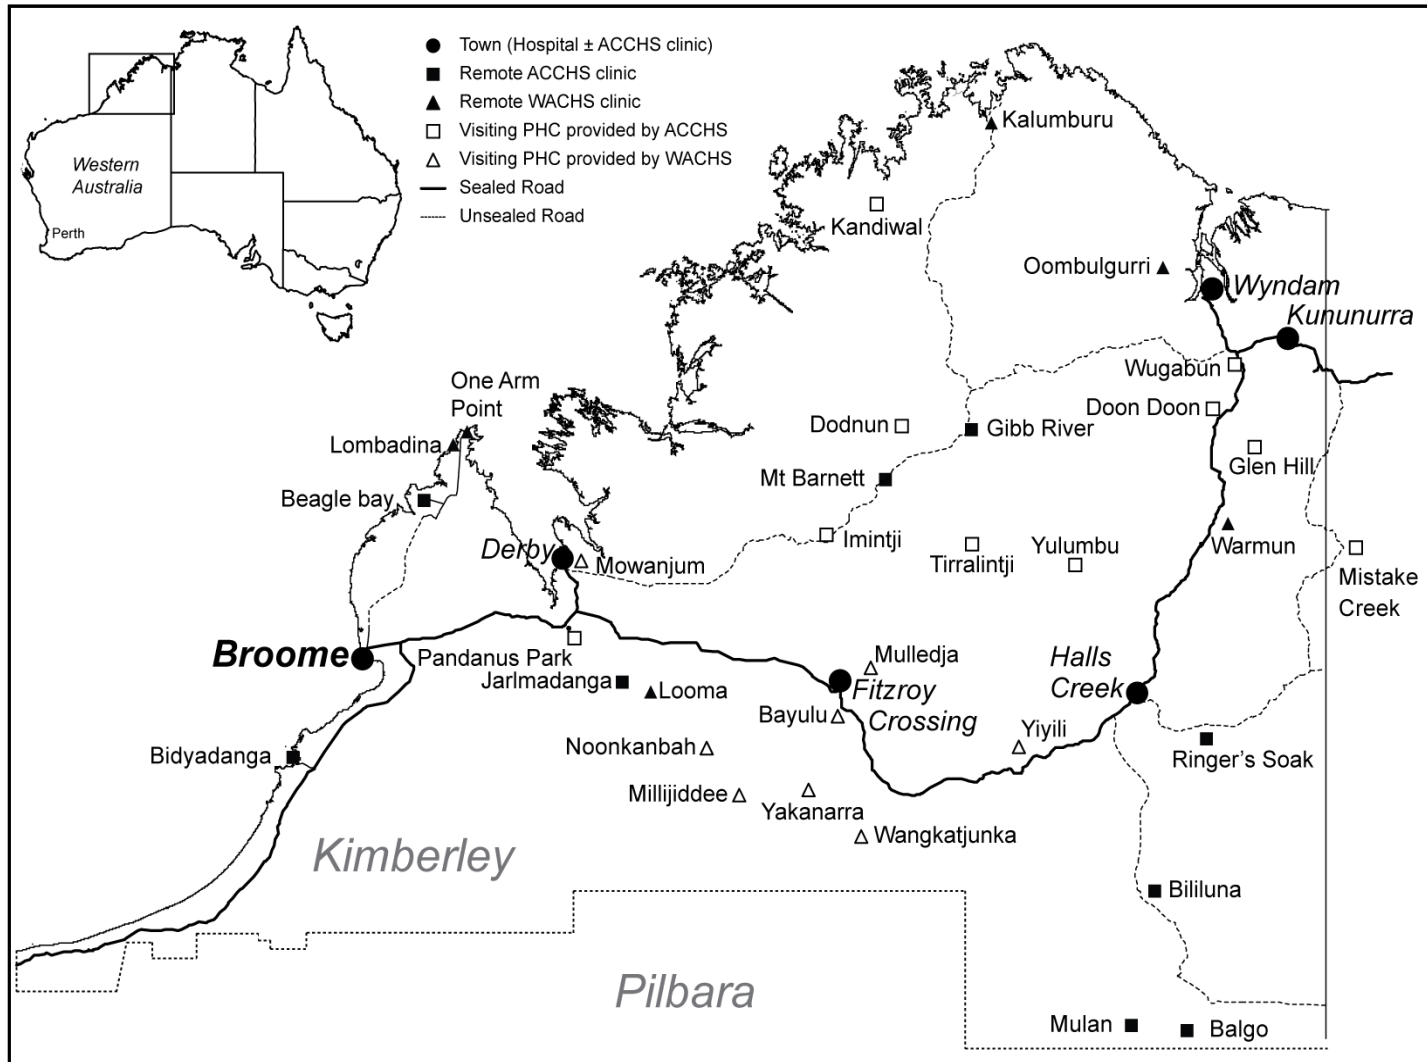 Town (Hospital ± ACCHS clinic)
Remote ACCHS clinic
Remote WACHS clinic
Visiting PHC provided by ACCHS
Visiting PHC provided by WACHS
Sealed Road
Unsealed Road
Western
Australia
Perth
Kalumburu
Kandiwal
Oombulgurri
Wyndam
Kununurra
Wugabun
One Arm
Point
Lombadina
Doon Doon
Dodnun
Gibb River
Glen Hill
Mt Barnett
Beagle bay
Imintji
Tirralintji
Yulumbu
Warmun
Derby
Mowanjum
Mistake
Creek
Broome
Pandanus Park
Mulledja
Halls
Creek
Jarlmadanga
Looma
Fitzroy
Crossing
Bayulu
Yiyili
Noonkanbah
Bidyadanga
Ringer's Soak
Millijiddee
Yakanarra
Wangkatjunka
Kimberley
Bililuna
Pilbara
Mulan
Balgo